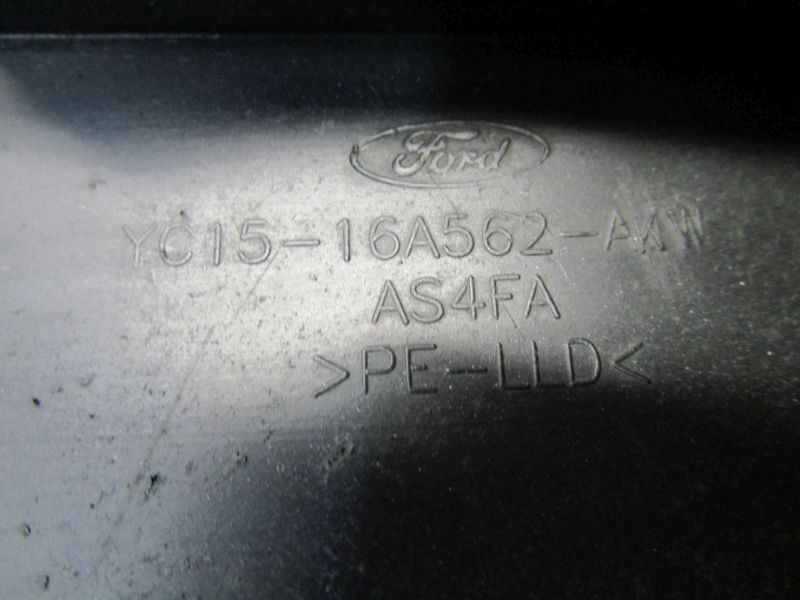 Ford
YC15-16A562-AAW
AS4FA
>PE-LLD<